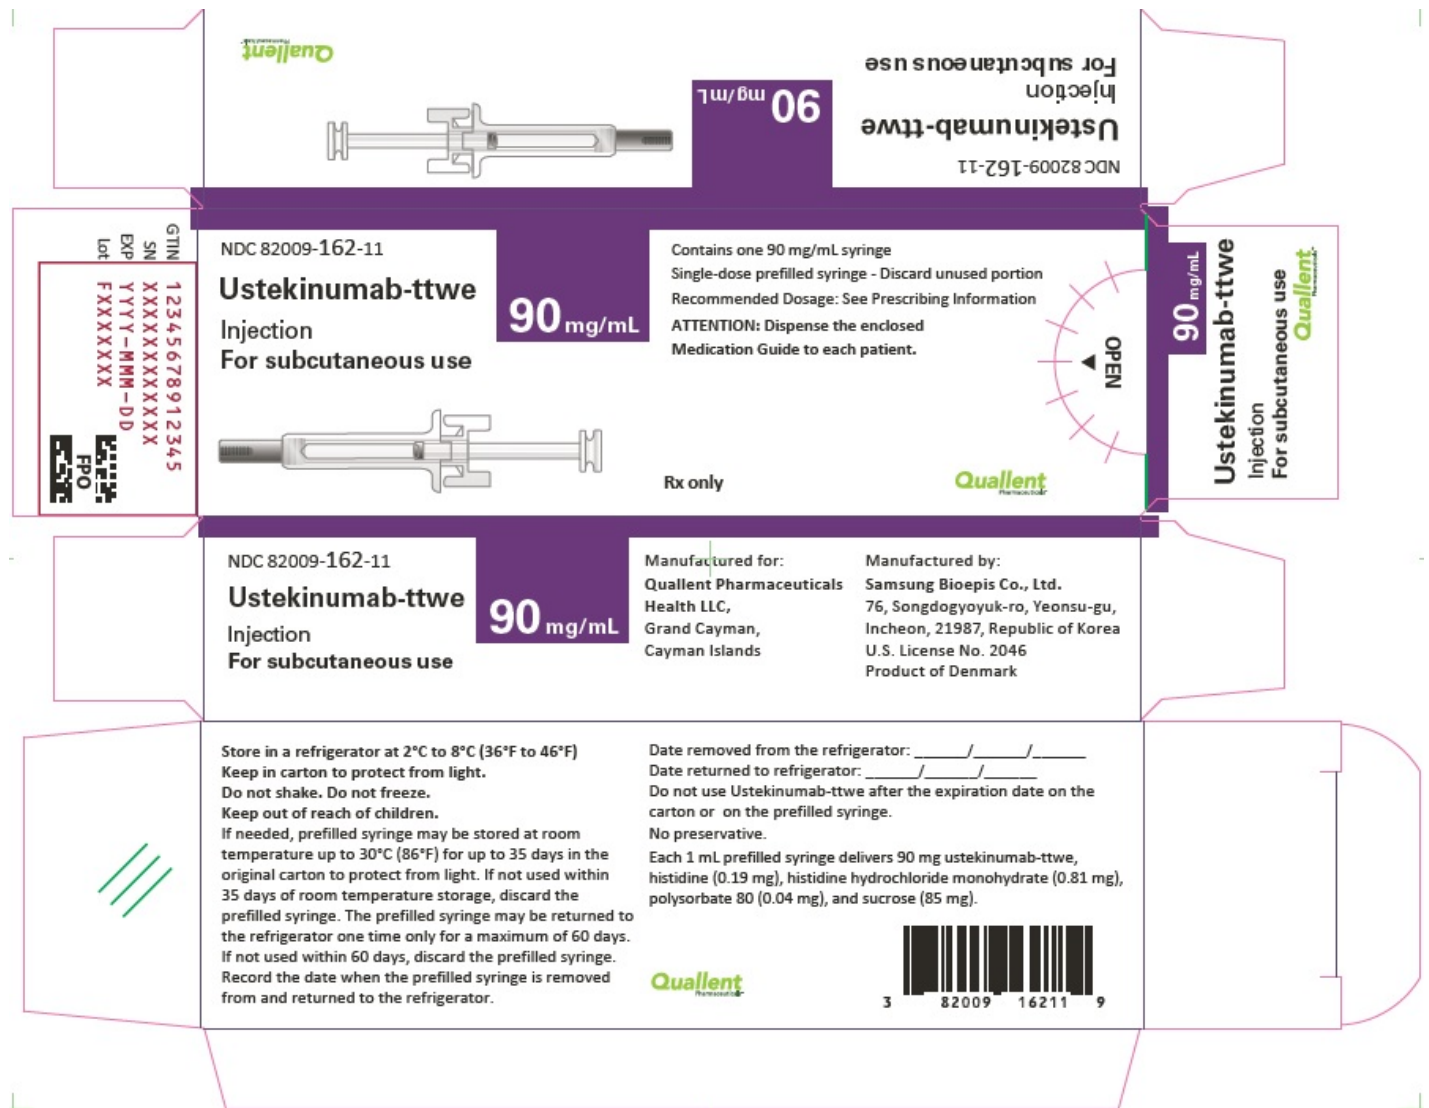 Quallent
Pharmaceuticals
90 mg/mL
For subcutaneous use
Injection
Ustekinumab-ttwe
NDC 82009-162-11
GTIN 12345678912345
SN XXXXXXXXXXXXX
EXP YYYY-MMM-DD
Lot FXXXXXXX
FPO
NDC 82009-162-11
Ustekinumab-ttwe
Injection
For subcutaneous use
90 mg/mL
Contains one 90 mg/mL syringe
Single-dose prefilled syringe - Discard unused portion
Recommended Dosage: See Prescribing Information
ATTENTION: Dispense the enclosed
Medication Guide to each patient.
OPEN
Rx only
Quallent
Pharmaceuticals
90 mg/mL
Ustekinumab-ttwe
Injection
For subcutaneous use
Quallent
Pharmaceuticals
NDC 82009-162-11
Ustekinumab-ttwe
Injection
For subcutaneous use
90 mg/mL
Manufactured for:
Quallent Pharmaceuticals
Health LLC,
Grand Cayman,
Cayman Islands
Manufactured by:
Samsung Bioepis Co., Ltd.
76, Songdogyoyuk-ro, Yeonsu-gu,
Incheon, 21987, Republic of Korea
U.S. License No. 2046
Product of Denmark
Store in a refrigerator at 2°C to 8°C (36°F to 46°F)
Keep in carton to protect from light.
Do not shake. Do not freeze.
Keep out of reach of children.
If needed, prefilled syringe may be stored at room
temperature up to 30°C (86°F) for up to 35 days in the
original carton to protect from light. If not used within
35 days of room temperature storage, discard the
prefilled syringe. The prefilled syringe may be returned to
the refrigerator one time only for a maximum of 60 days.
If not used within 60 days, discard the prefilled syringe.
Record the date when the prefilled syringe is removed
from and returned to the refrigerator.
Date removed from the refrigerator: ______/______/______
Date returned to refrigerator: ______/______/______
Do not use Ustekinumab-ttwe after the expiration date on the
carton or on the prefilled syringe.
No preservative.
Each 1 mL prefilled syringe delivers 90 mg ustekinumab-ttwe,
histidine (0.19 mg), histidine hydrochloride monohydrate (0.81 mg),
polysorbate 80 (0.04 mg), and sucrose (85 mg).
Quallent
Pharmaceuticals
3 82009 16211 9